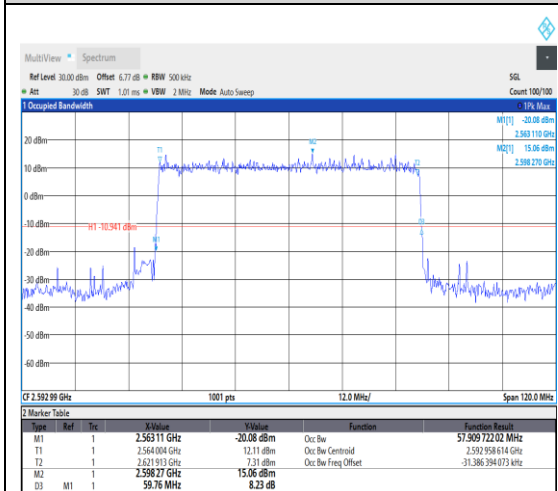 MultiView Spectrum
Ref Level 30.00 dBm Offset 6.77 dB RBW 500 kHz SGL
Att 30 dB SWT 1.01 ms VBW 2 MHz Mode Auto Sweep Count 100/100
1 Occupied Bandwidth 1Pk Max
M1[1] -20.08 dBm
2.563 110 GHz
M2[1] 15.06 dBm
2.598 270 GHz
20 dBm
10 dBm
0 dBm
-10 dBm
H1 -10.941 dBm
-20 dBm
-30 dBm
-40 dBm
-50 dBm
-60 dBm
T1
M2
T2
M1
D3
CF 2.592 99 GHz 1001 pts 12.0 MHz/ Span 120.0 MHz
2 Marker Table
Type Ref Trc X-Value Y-Value Function Function Result
M1 1 2.563 11 GHz -20.08 dBm Occ Bw 57.909 722 02 MHz
T1 1 2.564 004 GHz 12.11 dBm Occ Bw Centroid 2.592 958 614 GHz
T2 1 2.621 913 GHz 7.31 dBm Occ Bw Freq Offset -31.386 394 073 kHz
M2 1 2.598 27 GHz 15.06 dBm
D3 M1 1 59.76 MHz 8.23 dB